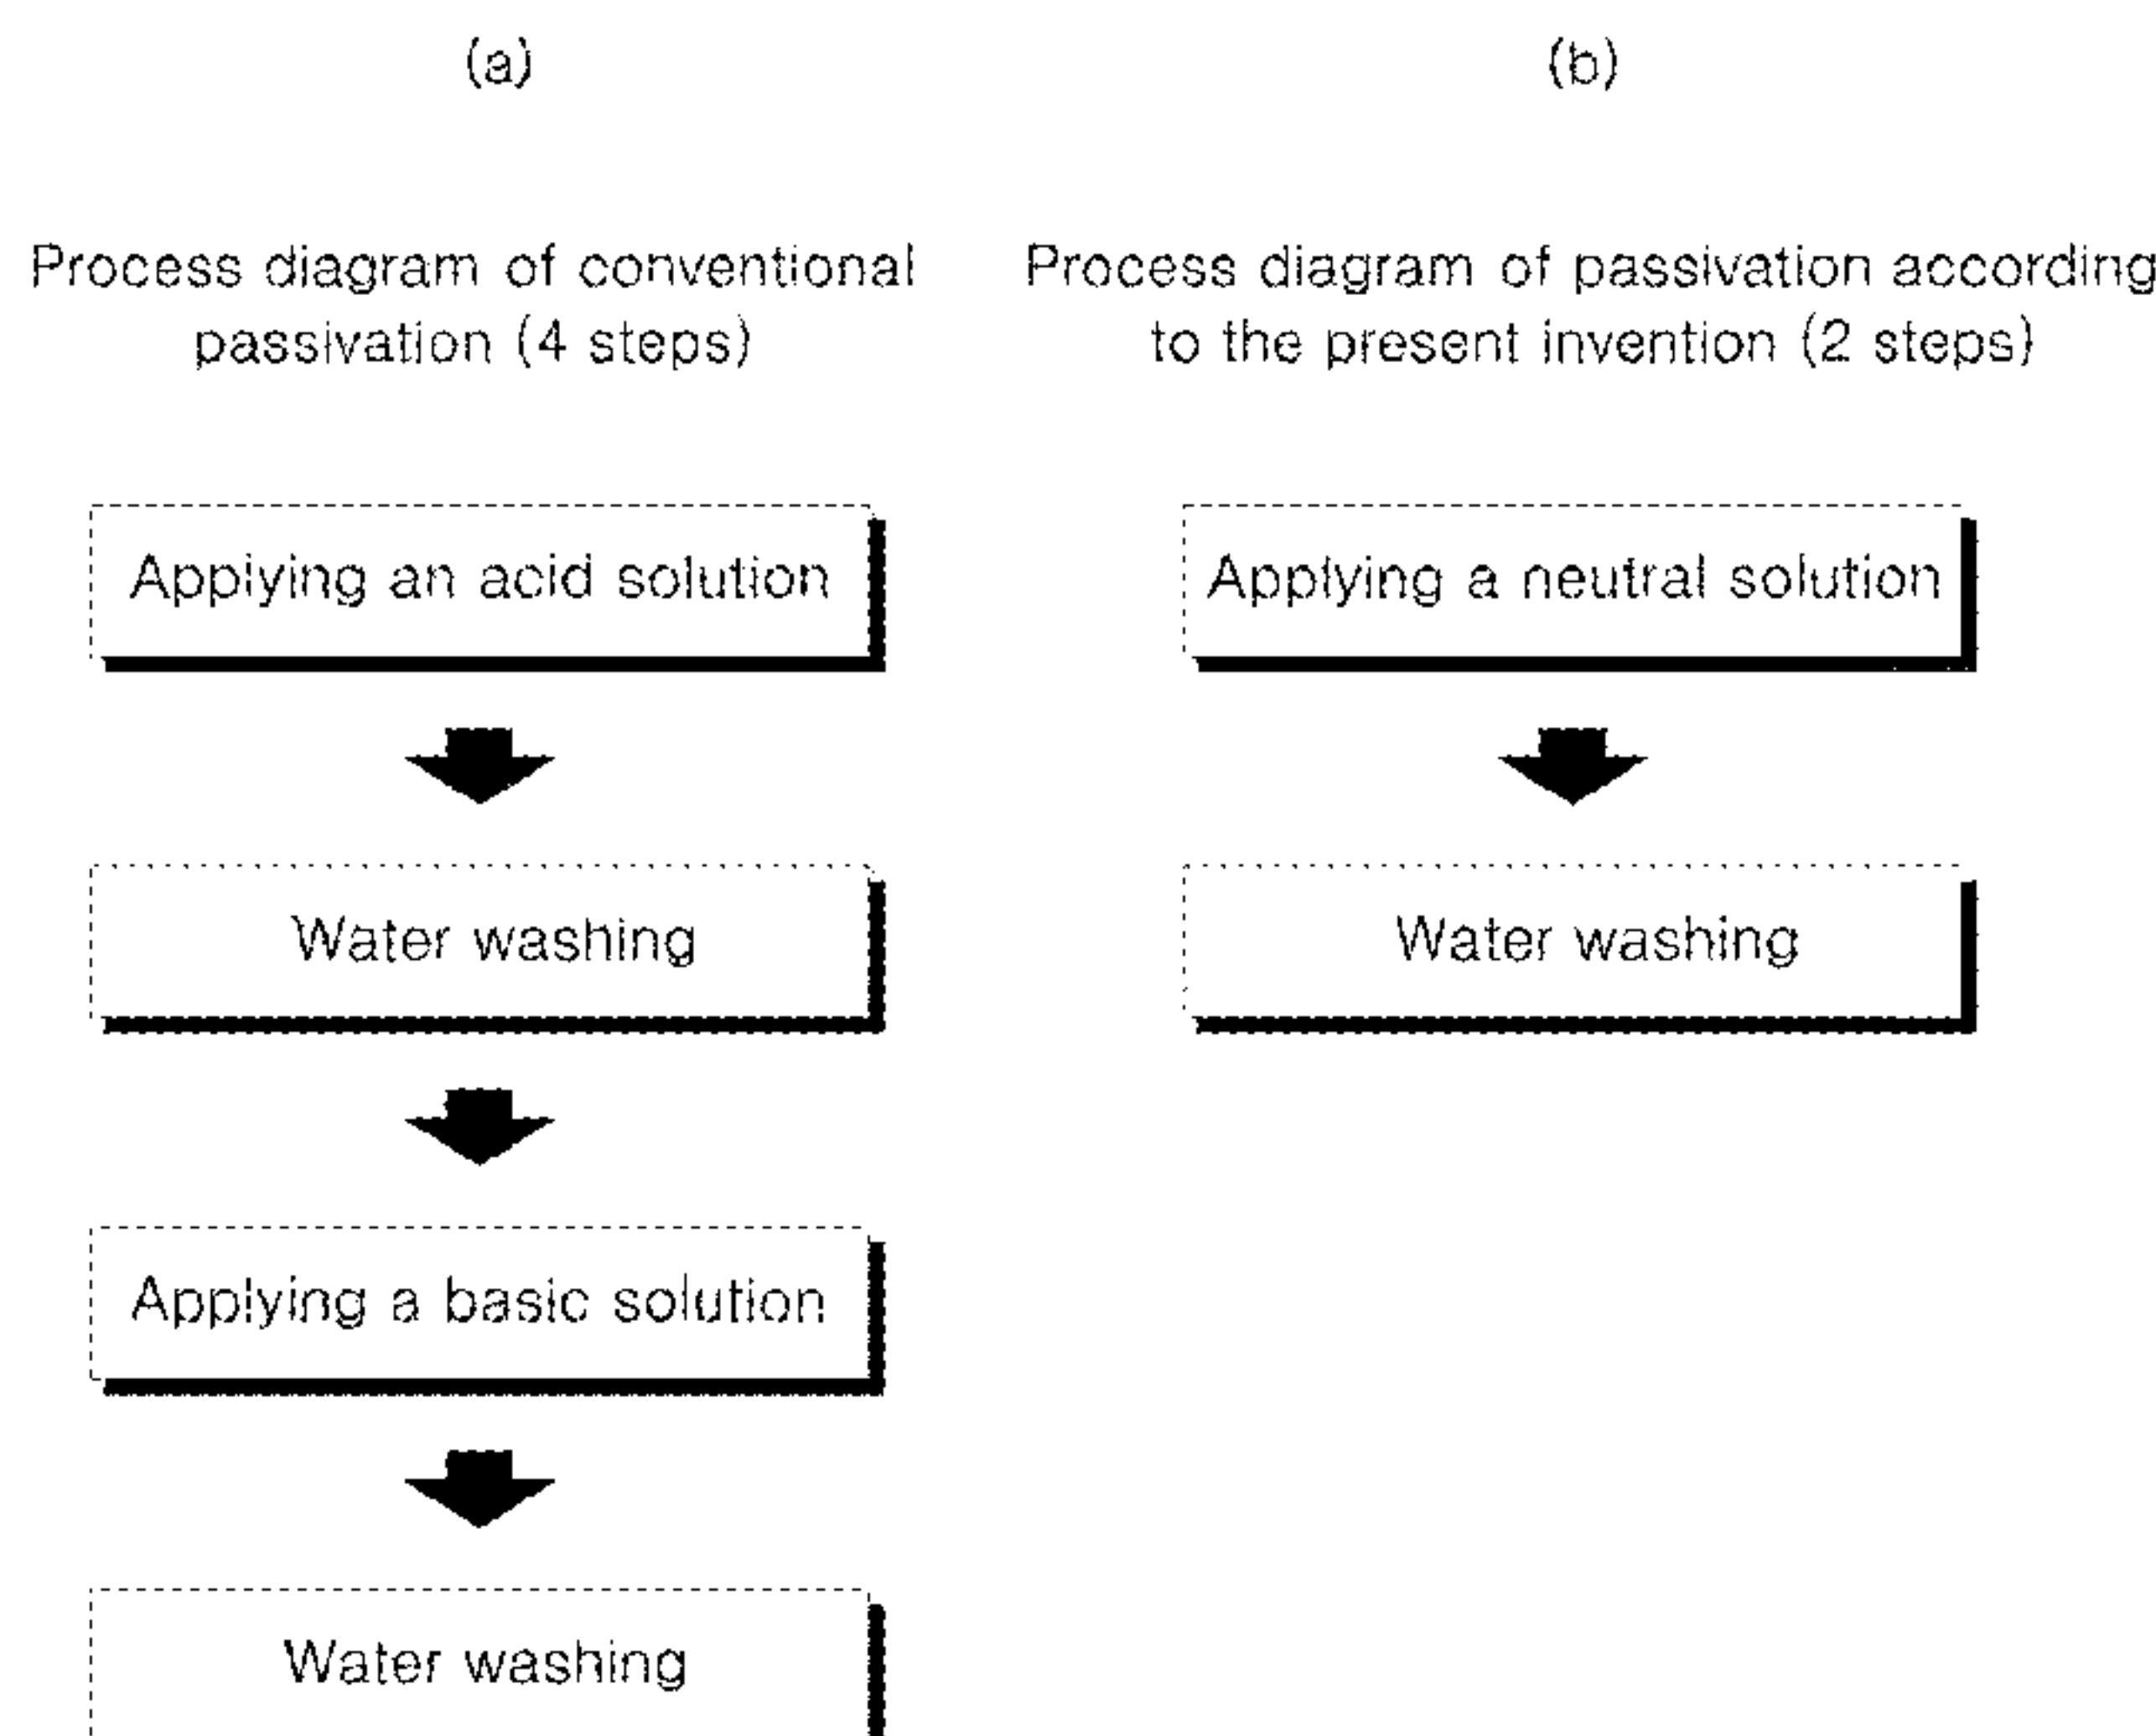 (a)
Process diagram of conventional
passivation (4 steps)
Applying an acid solution
Water washing
Applying a basic solution
Water washing
(b)
Process diagram of passivation according
to the present invention (2 steps)
Applying a neutral solution
Water washing